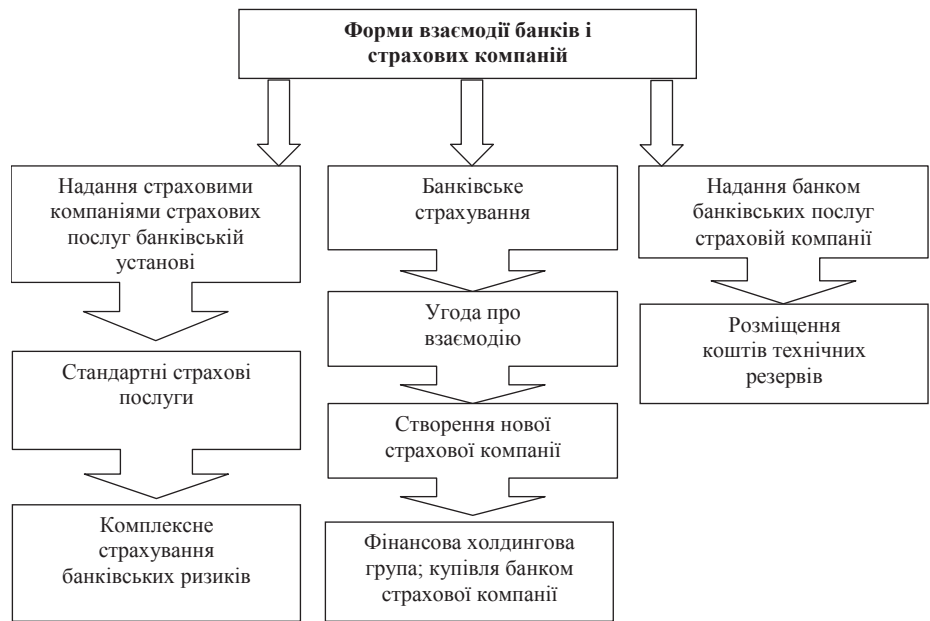 Форми взаємодії банків і
страхових компаній
Надання страховими
компаніями страхових
послуг банківській
установі
Стандартні страхові
послуги
Комплексне
страхування
банківських ризиків
Банківське
страхування
Угода про
взаємодію
Створення нової
страхової компанії
Фінансова холдингова
група; купівля банком
страхової компанії
Надання банком
банківських послуг
страховій компанії
Розміщення
коштів технічних
резервів